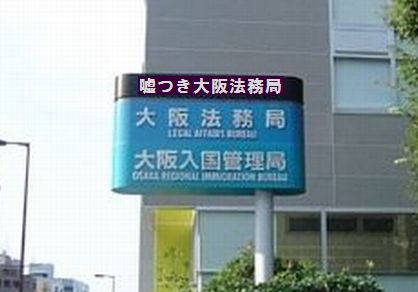 嘘つき大阪法務局
大阪法務局
LEGAL AFFAIRS BUREAU
大阪入国管理局
OSAKA REGIONAL IMMIGRATION BUREAU